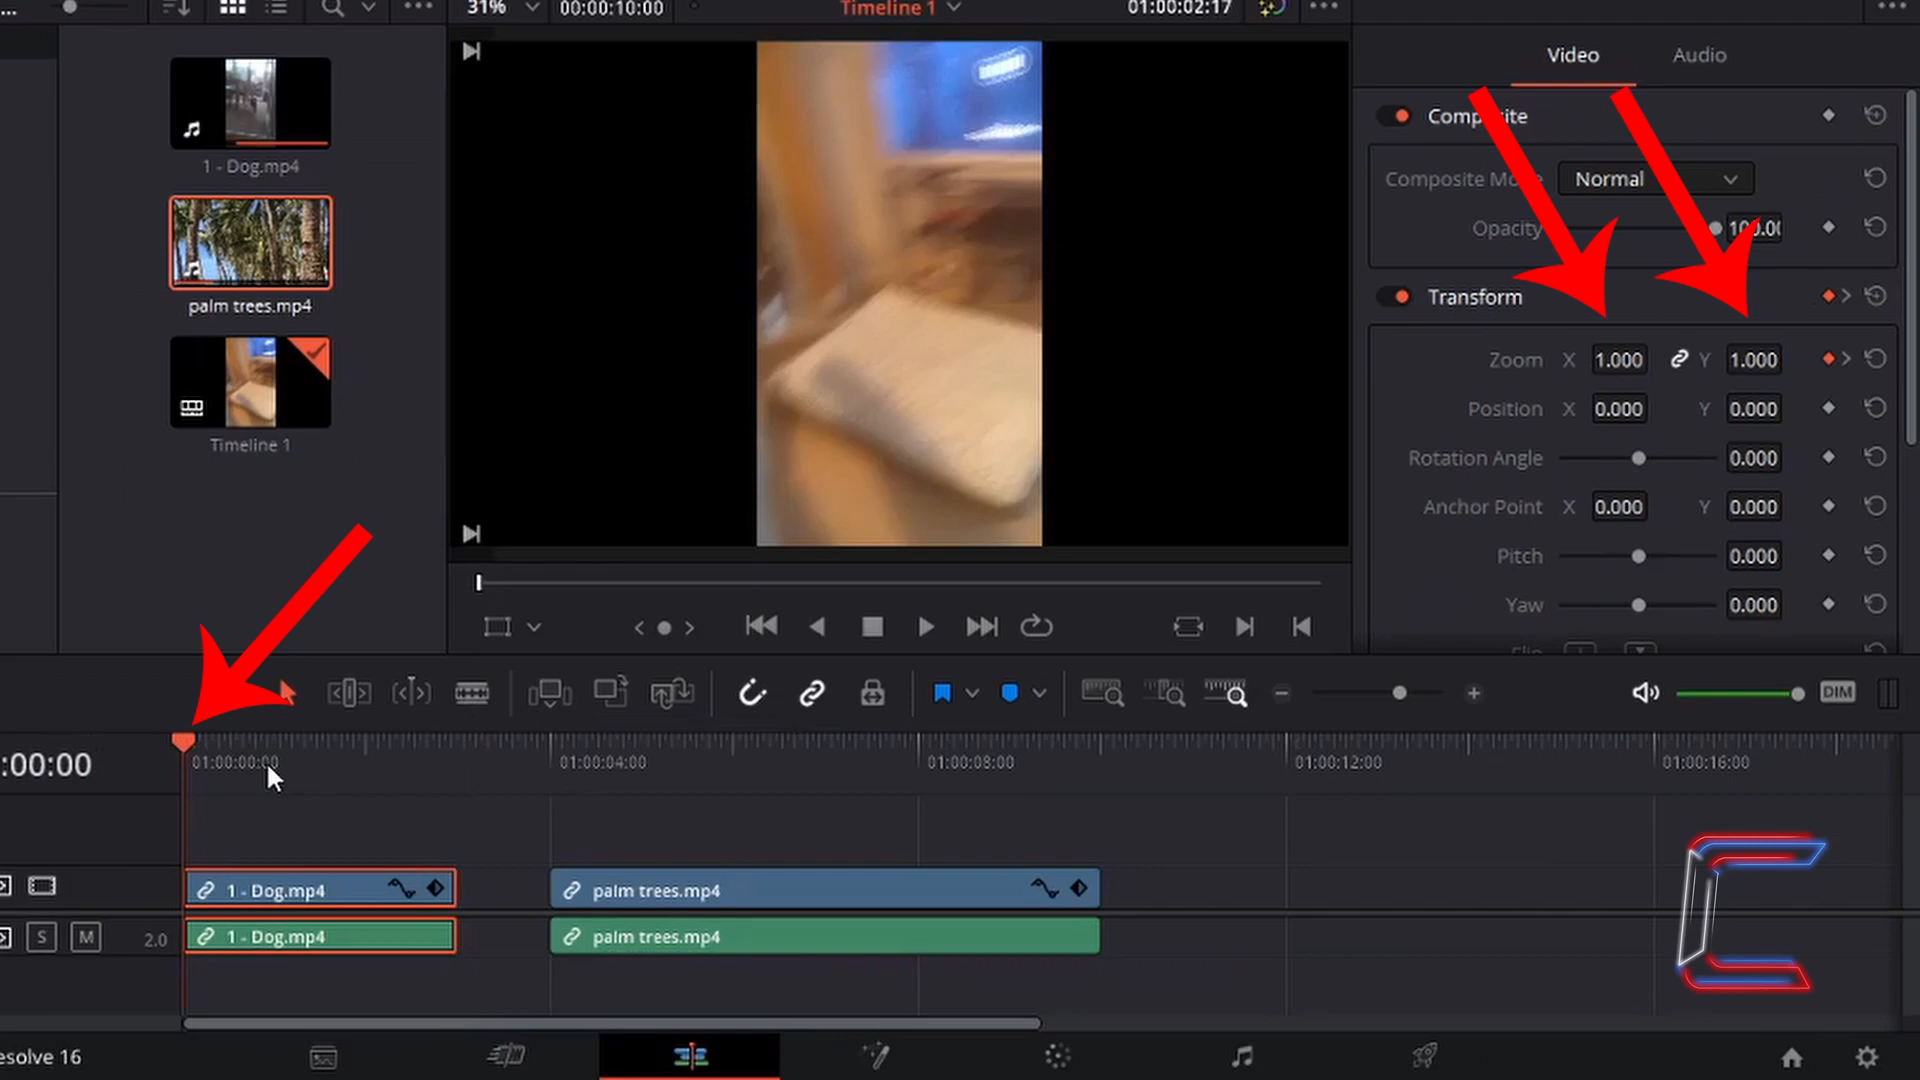 31%
00:00:10:00
Timeline 1
01:00:02:17
1 - Dog.mp4
palm trees.mp4
Timeline 1
Video
Audio
Composite
Composite Mode
Normal
Opacity
100.00
Transform
Zoom X 1.000 Y 1.000
Position X 0.000 Y 0.000
Rotation Angle 0.000
Anchor Point X 0.000 Y 0.000
Pitch 0.000
Yaw 0.000
DIM
:00:00
01:00:00:00
01:00:04:00
01:00:08:00
01:00:12:00
01:00:16:00
1 - Dog.mp4
palm trees.mp4
S M 2.0
1 - Dog.mp4
palm trees.mp4
esolve 16